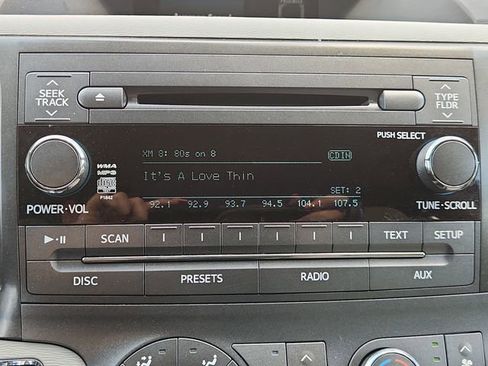 SEEK
TRACK
TYPE
FLDR
PUSH SELECT
XM 8: 80s on 8
CD IN
WMA
MP3
It's A Love Thin
P1842
SET: 2
POWER·VOL
92.1 92.9 93.7 94.5 104.1 107.5
TUNE·SCROLL
SCAN
TEXT
SETUP
DISC
PRESETS
RADIO
AUX